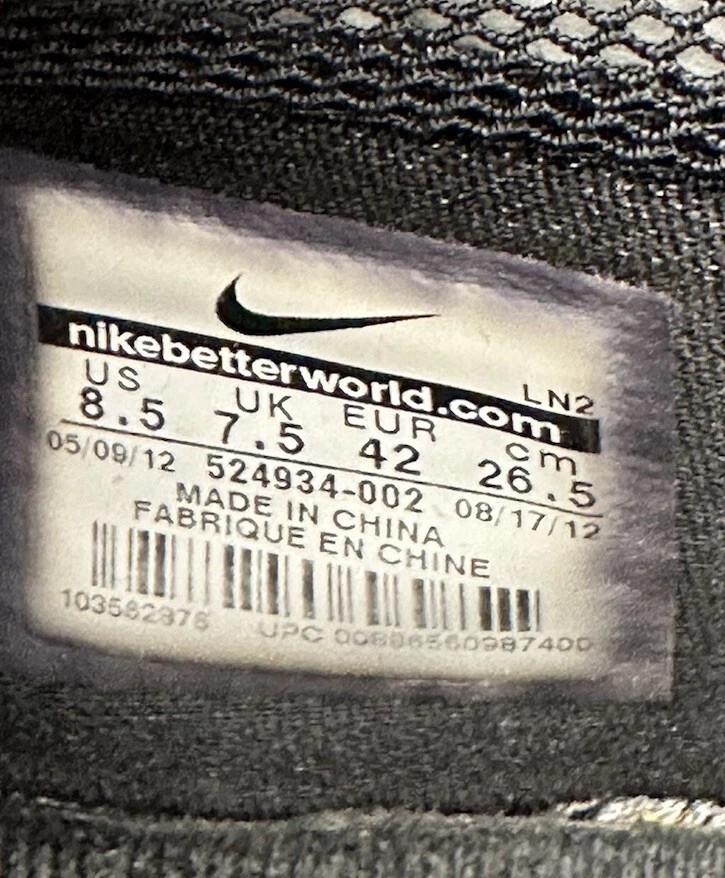 nikebetterworld.com
LN2
US UK EUR cm
8.5 7.5 42 26.5
05/09/12 524934-002 08/17/12
MADE IN CHINA
FABRIQUE EN CHINE
UPC